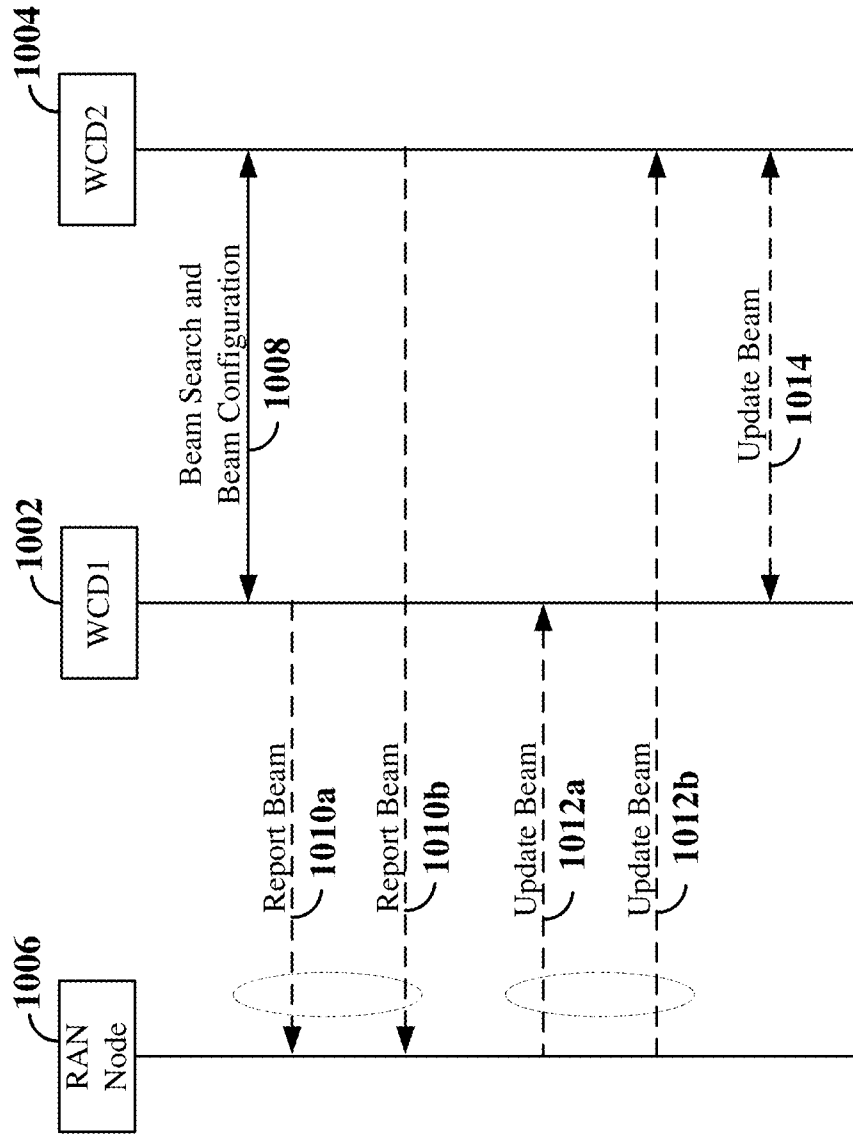 1006
RAN
Node
1002
WCD1
1004
WCD2
Beam Search and
Beam Configuration
1008
Report Beam
1010a
Report Beam
1010b
Update Beam
1012a
Update Beam
1012b
Update Beam
1014